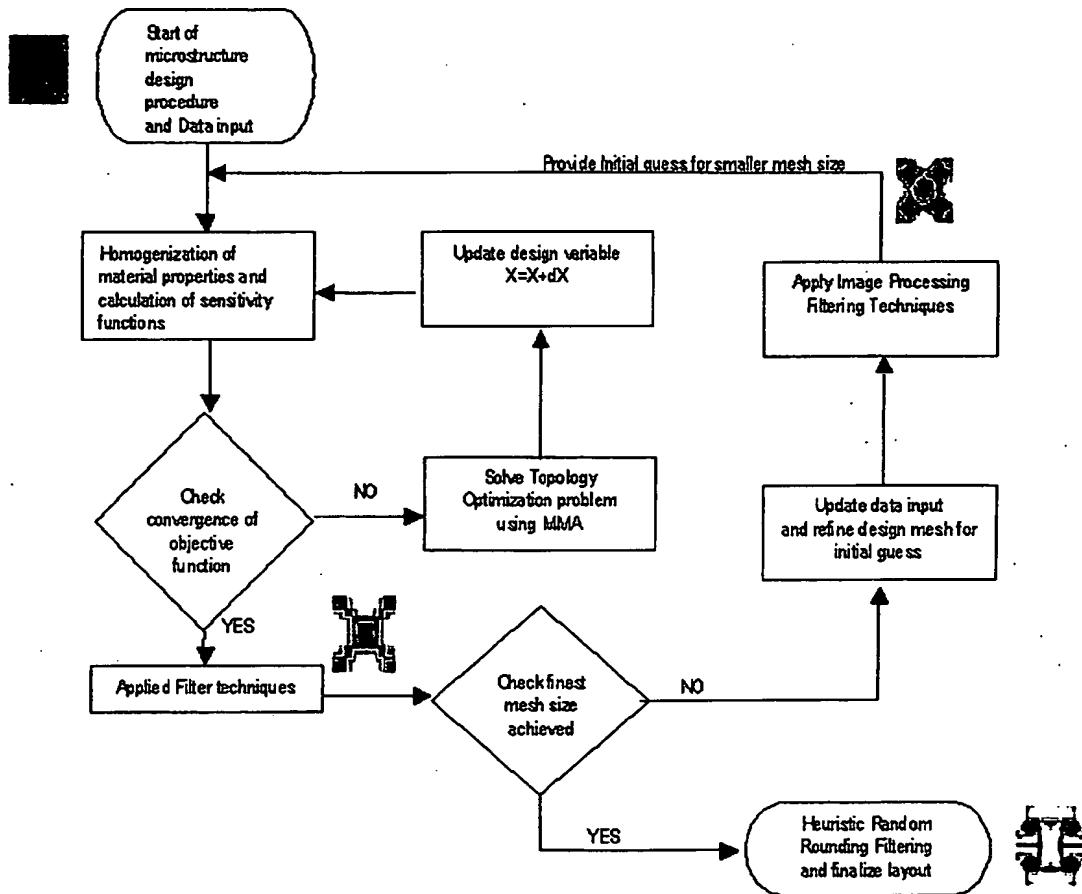 Start of
microstructure
design
procedure
and Data input
Provide Initial guess for smaller mesh size
Homogenization of
material properties and
calculation of sensitivity
functions
Update design variable
X=X+dX
Apply Image Processing
Filtering Techniques
Check
convergence of
objective
function
NO
Solve Topology
Optimization problem
using MMA
Update data input
and refine design mesh for
initial guess
YES
Applied Filter techniques
Check finest
mesh size
achieved
NO
YES
Heuristic Random
Rounding Filtering
and finalize layout